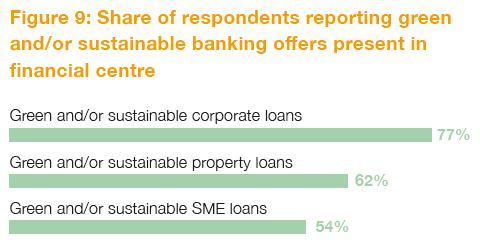 Figure 9: Share of respondents reporting green
and/or sustainable banking offers present in
financial centre
Green and/or sustainable corporate loans
77%
Green and/or sustainable property loans
62%
Green and/or sustainable SME loans
54%